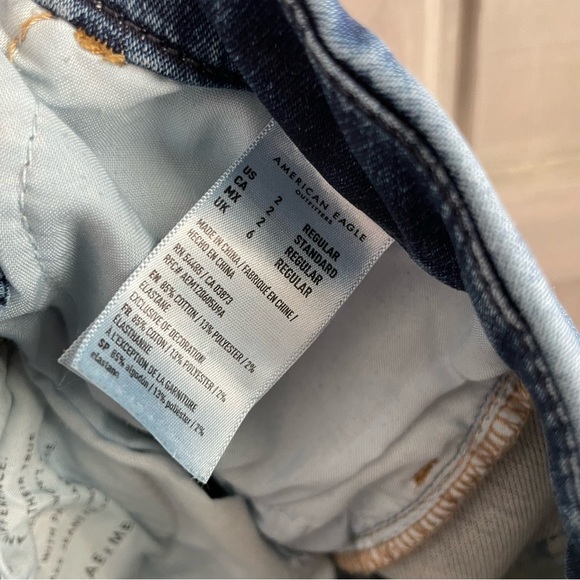 AMERICAN EAGLE
OUTFITTERS
US 2 REGULAR
CA 2 STANDARD
MX 2 REGULAR
UK 6 REGULAR
MADE IN CHINA / FABRIQUÉ EN CHINE /
HECHO EN CHINA
RN 54485 / CA 03973
EN 85% COTTON / 13% POLYESTER / 2%
ELASTANE
EXCLUSIVE OF DECORATION
FR 85% COTON / 13% POLYESTER / 2%
ÉLASTHANNE
À L'EXCEPTION DE LA GARNITURE
SP 85% algodón / 13% poliéster / 2%
elastano
AE